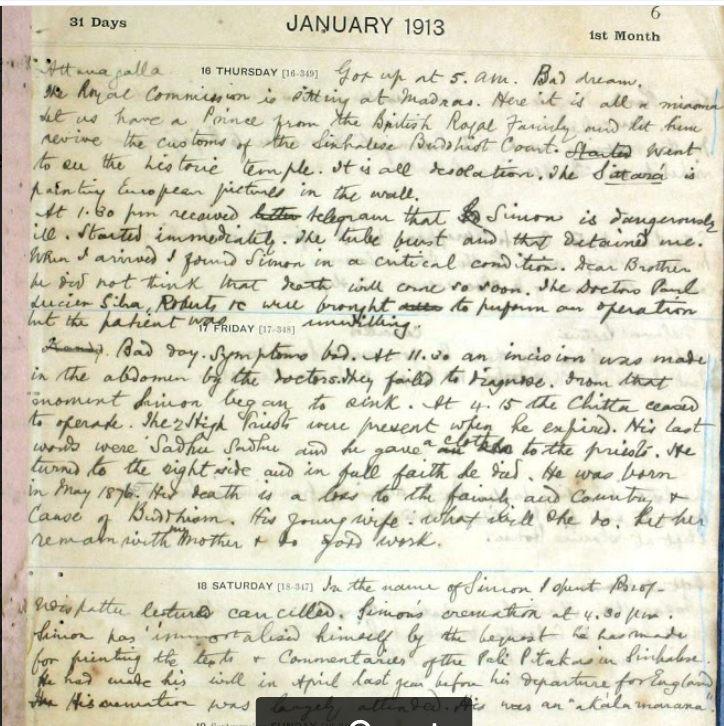 6
31 Days JANUARY 1913 1st Month
Attanagalla 16 THURSDAY [16-349] Got up at 5. a.m. Bad dream.
The Royal Commission is sitting at Madras. Here it is all a miasma
Let us have a Prince from the British Royal Family and let him
revive the customs of the Sinhalese Buddhist Court. Started Went
to see the historic temple. It is all desolation. The Sittara is
painting European pictures in the wall.
At 1.30 pm received letter telegram that Simon is dangerously
ill. Started immediately. The tube burst and that detained me.
When I arrived I found Simon in a critical condition. Dear Brother
he did not think that death will come so soon. The Doctors Paul
Lucien Silva, Roberts &c were brought to perform an operation
but the patient was unwilling.
17 FRIDAY [17-348]
Bad day. Symptoms bad. At 11.30 an incision was made
in the abdomen by the doctors. They failed to diagnose. From that
moment Simon began to sink. At 4.15 the Chitta ceased
to operate. The 2 High Priests were present when he expired. His last
words were Sadhu Sadhu and he gave a cloth to the priests. He
turned to the right side and in full faith he died. He was born
in May 1876. His death is a loss to the family and Country &
Cause of Buddhism. His young wife. what will she do. Let her
remain with my Mother & do good work.
18 SATURDAY [18-347] In the name of Simon I spent
lectures cancelled. Simon's cremation at 4.30 p.m.
Simon has immortalised himself by the bequest he has made
for printing the texts & Commentaries of the Pali Pitakas in Sinhalese.
He had made his will in April last year before his departure for England
His cremation was largely attended. His was an "akalamarana".